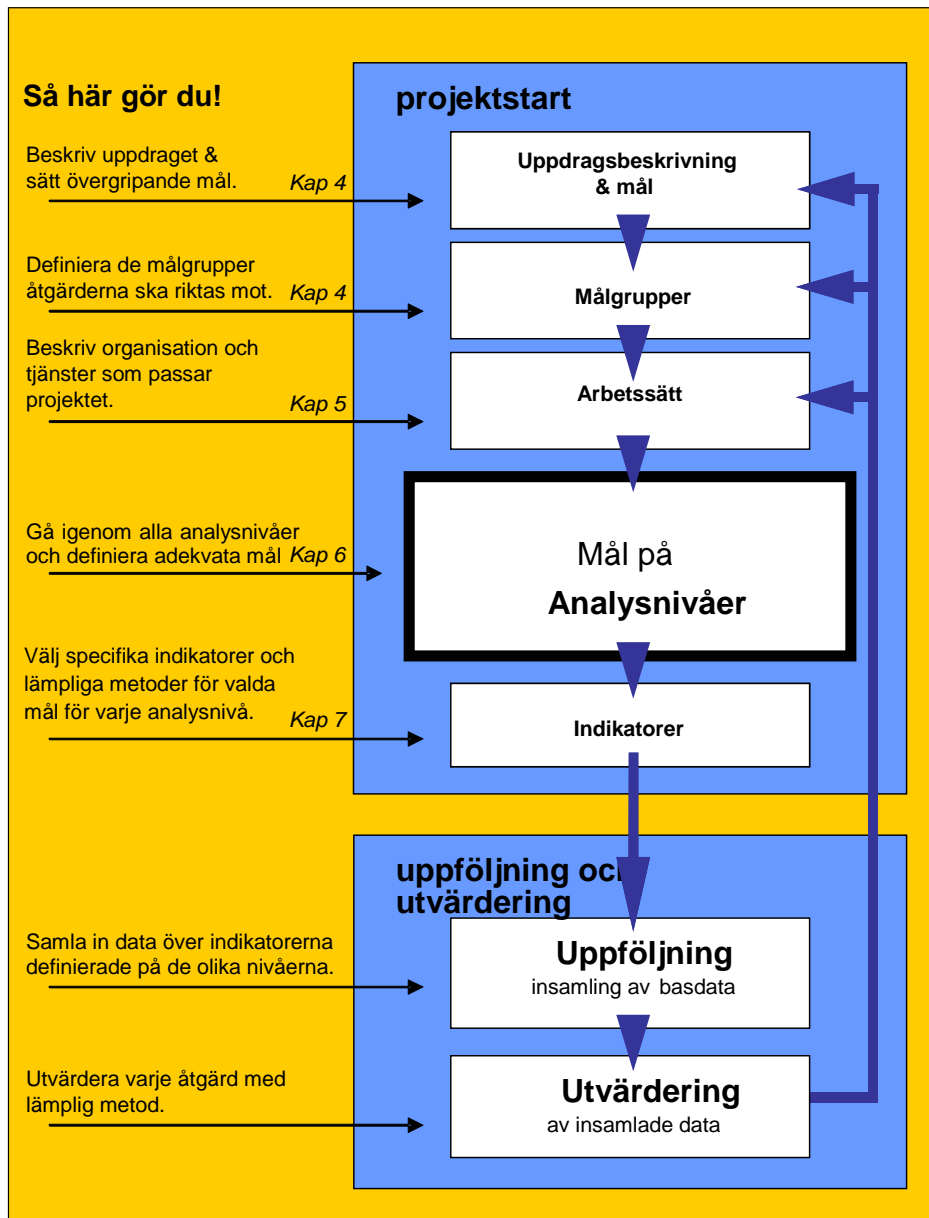 Så här gör du!
projektstart
Beskriv uppdraget &
sätt övergripande mål.
Kap 4
Uppdragsbeskrivning
& mål
Definiera de målgrupper
åtgärderna ska riktas mot.
Kap 4
Målgrupper
Beskriv organisation och
tjänster som passar
projektet.
Kap 5
Arbetssätt
Gå igenom alla analysnivåer
och definiera adekvata mål
Kap 6
Mål på
Analysnivåer
Välj specifika indikatorer och
lämpliga metoder för valda
mål för varje analysnivå.
Kap 7
Indikatorer
uppföljning och
utvärdering
Samla in data över indikatorerna
definierade på de olika nivåerna.
Uppföljning
insamling av basdata
Utvärdera varje åtgärd med
lämplig metod.
Utvärdering
av insamlade data